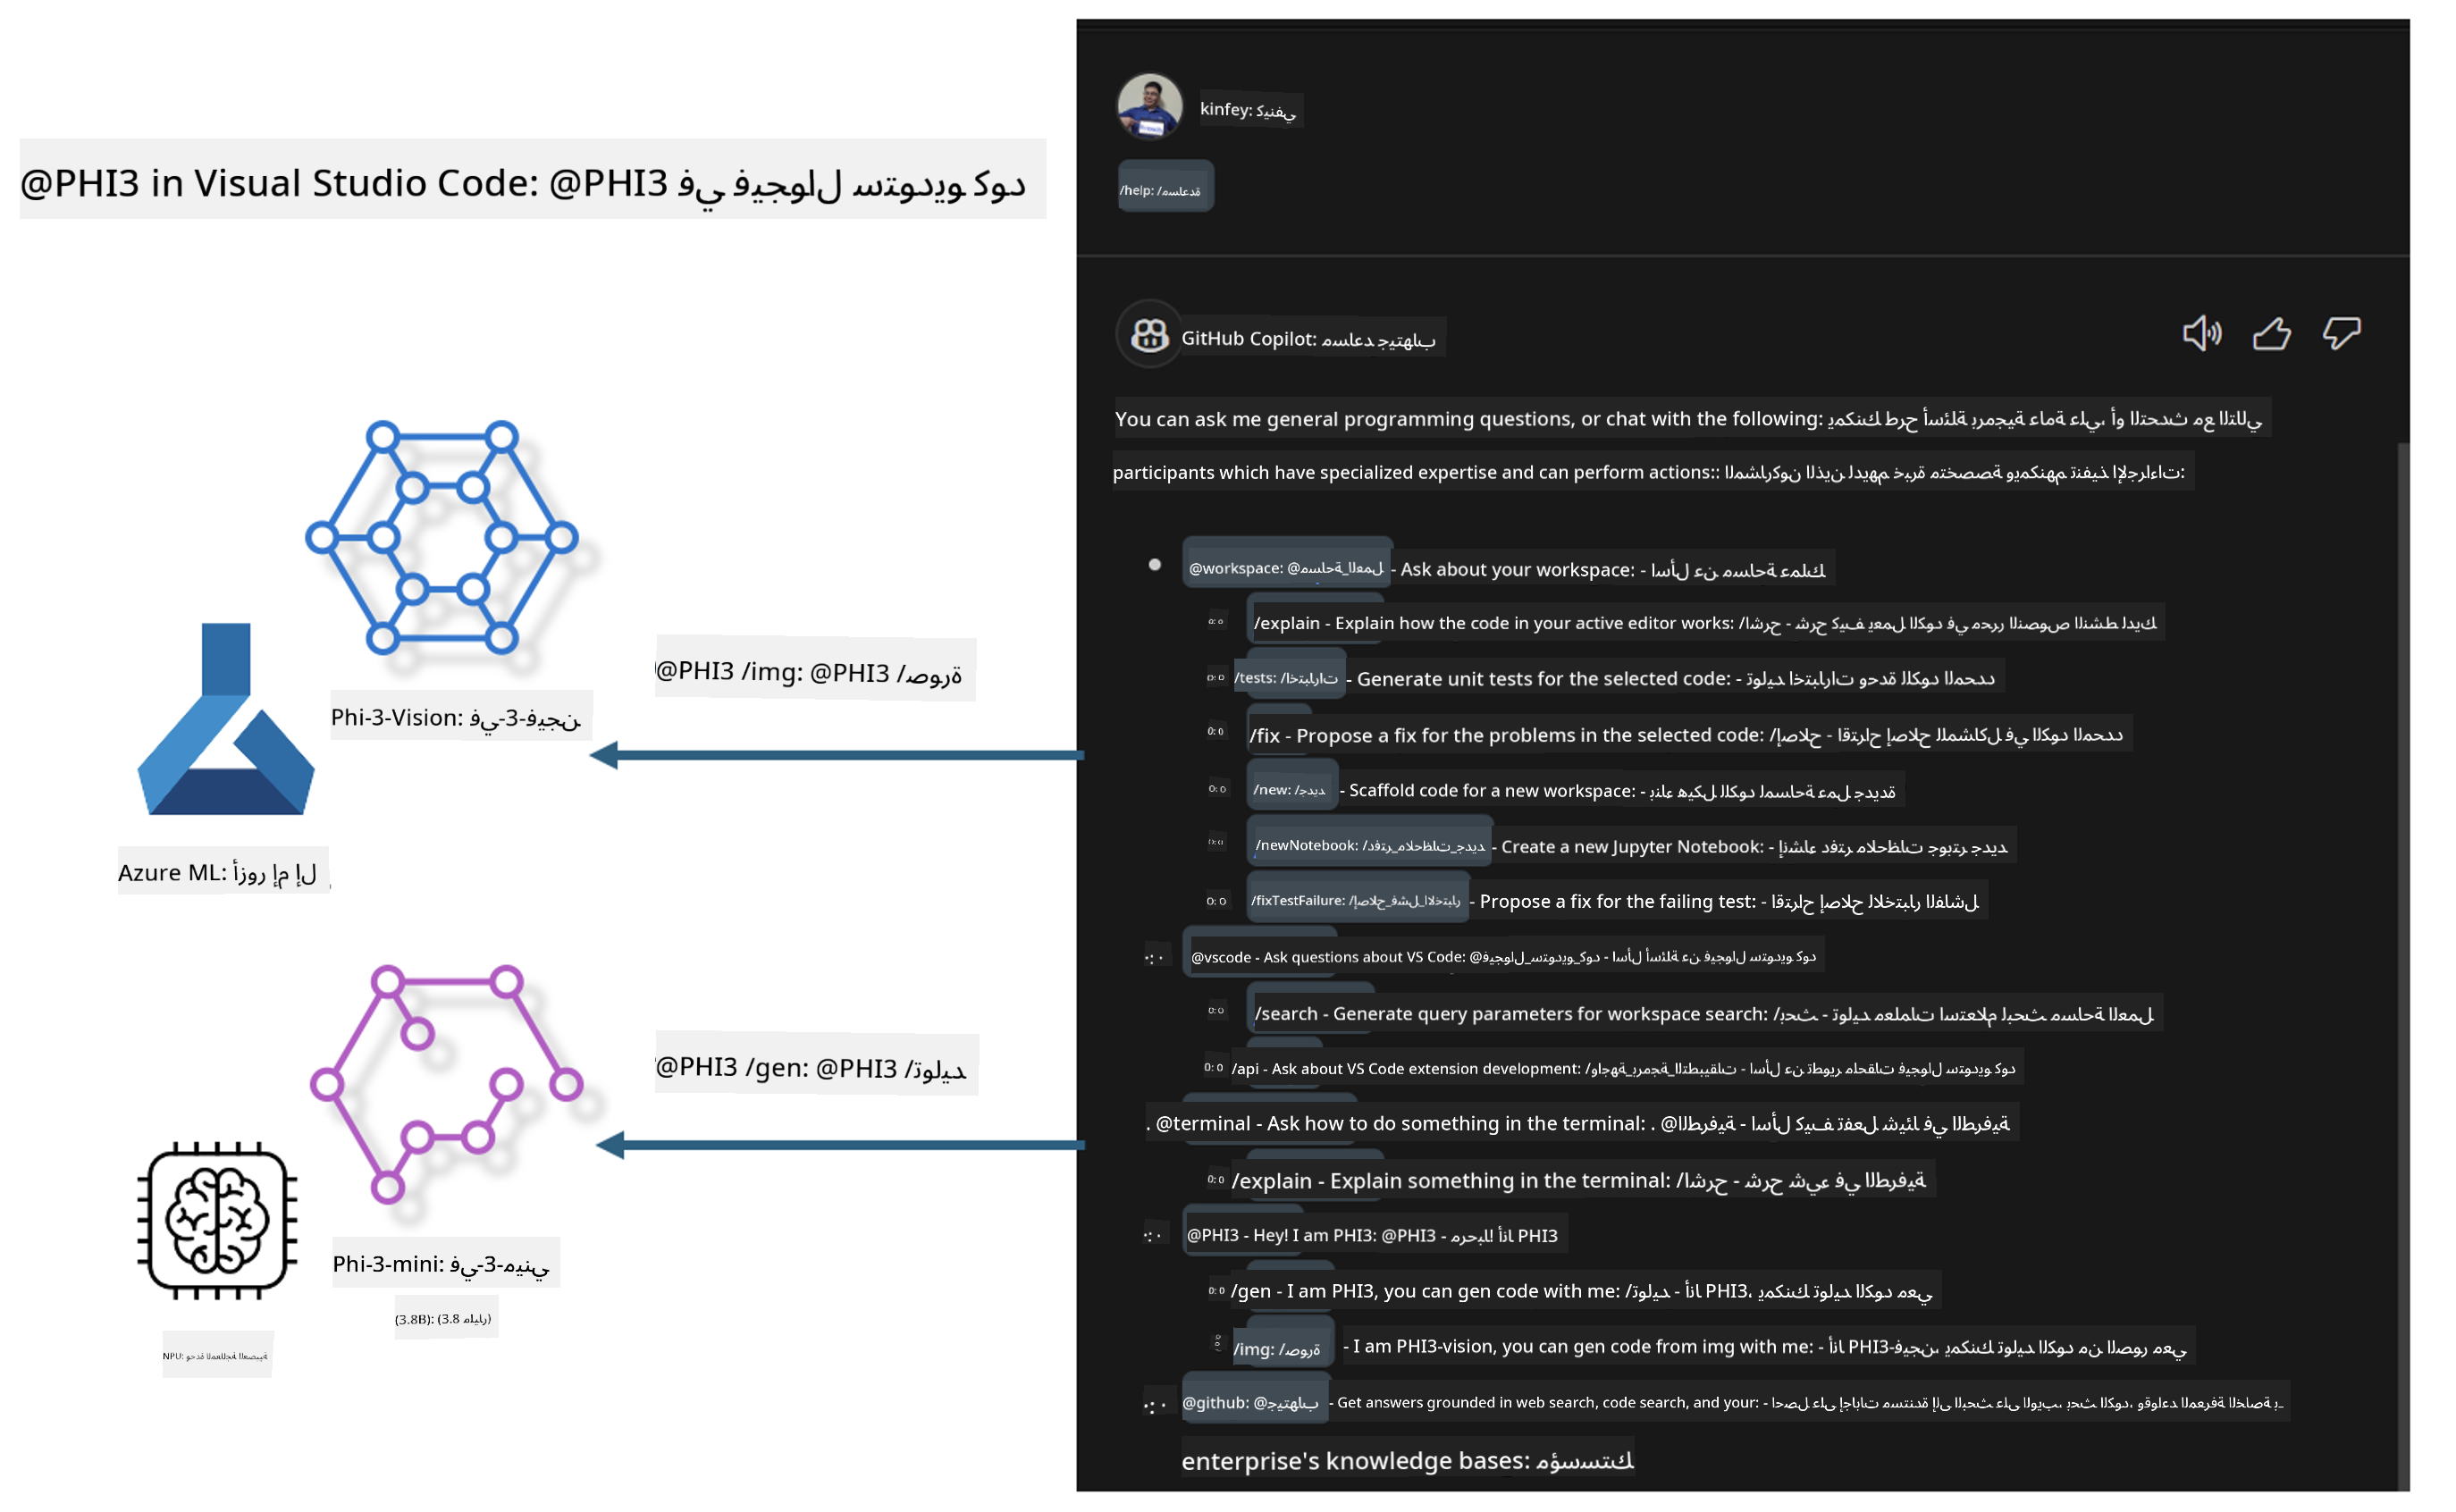 @PHI3 in Visual Studio Code: @PHI3 في فيجوال ستوديو كود
Phi-3-Vision: في-3-فيجن
@PHI3 /img: @PHI3 /صورة
Azure ML: أزور إم إل
@PHI3 /gen: @PHI3 /توليد
Phi-3-mini: في-3-ميني
(3.8B): (3.8 مليار)
NPU: وحدة المعالجة العصبية
kinfey: كينفي
/help: /مساعدة
GitHub Copilot: مساعد جيتهاب
You can ask me general programming questions, or chat with the following: يمكنك طرح أسئلة برمجية عامة علي، أو التحدث مع التالي
participants which have specialized expertise and can perform actions:: المشاركون الذين لديهم خبرة متخصصة ويمكنهم تنفيذ الإجراءات:
@workspace: @مساحة_العمل - Ask about your workspace: - اسأل عن مساحة عملك
/explain - Explain how the code in your active editor works: /اشرح - شرح كيف يعمل الكود في محرر النصوص النشط لديك
/tests: /اختبارات - Generate unit tests for the selected code: - توليد اختبارات وحدة للكود المحدد
/fix - Propose a fix for the problems in the selected code: /إصلاح - اقتراح إصلاح للمشاكل في الكود المحدد
/new: /جديد - Scaffold code for a new workspace: - بناء هيكل للكود لمساحة عمل جديدة
/newNotebook: /دفتر_ملاحظات_جديد - Create a new Jupyter Notebook: - إنشاء دفتر ملاحظات جوبتر جديد
/fixTestFailure: /إصلاح_فشل_الاختبار - Propose a fix for the failing test: - اقتراح إصلاح للاختبار الفاشل
@vscode - Ask questions about VS Code: @فيجوال_ستوديو_كود - اسأل أسئلة عن فيجوال ستوديو كود
/search - Generate query parameters for workspace search: /بحث - توليد معلمات استعلام لبحث مساحة العمل
/api - Ask about VS Code extension development: /واجهة_برمجة_التطبيقات - اسأل عن تطوير ملحقات فيجوال ستوديو كود
. @terminal - Ask how to do something in the terminal: . @الطرفية - اسأل كيف تفعل شيئا في الطرفية
/explain - Explain something in the terminal: /اشرح - شرح شيء في الطرفية
@PHI3 - Hey! I am PHI3: @PHI3 - مرحبا! أنا PHI3
/gen - I am PHI3, you can gen code with me: /توليد - أنا PHI3، يمكنك توليد الكود معي
/img: /صورة - I am PHI3-vision, you can gen code from img with me: - أنا PHI3-فيجن، يمكنك توليد الكود من الصور معي
@github: @جيتهاب - Get answers grounded in web search, code search, and your: - احصل على إجابات مستندة إلى البحث على الويب، بحث الكود، وقواعد المعرفة الخاصة بـ
enterprise's knowledge bases: مؤسستك